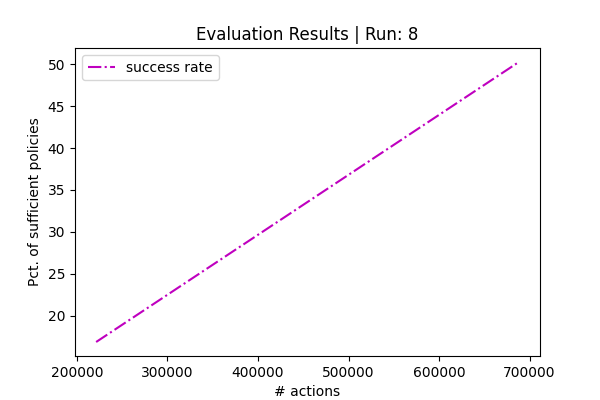 Evaluation Results | Run: 8
success rate
Pct. of sufficient policies
50
45
40
35
30
25
20
200000 300000 400000 500000 600000 700000
# actions